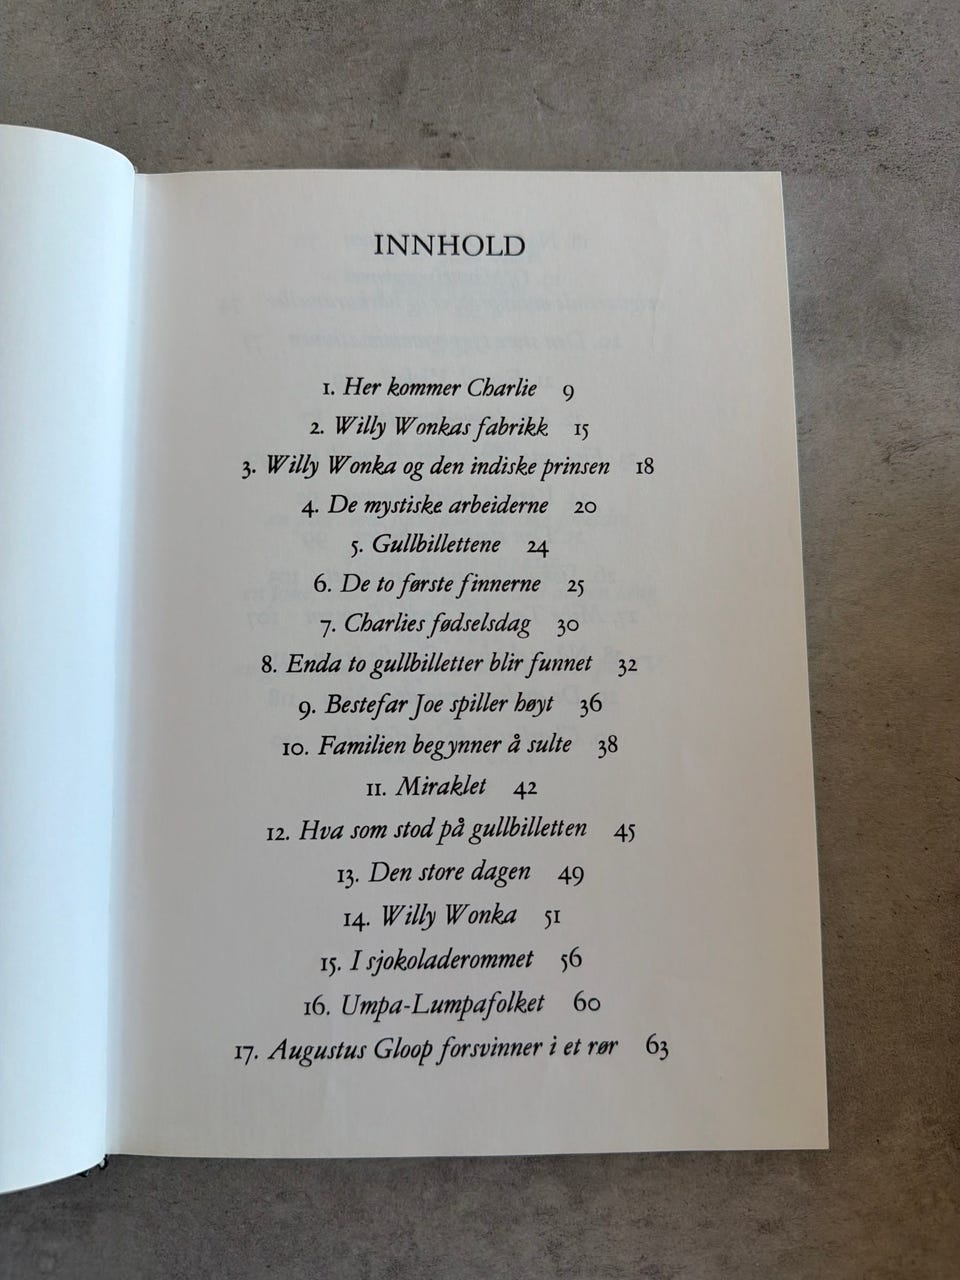 INNHOLD
1. Her kommer Charlie 9
2. Willy Wonkas fabrikk 15
3. Willy Wonka og den indiske prinsen 18
4. De mystiske arbeiderne 20
5. Gullbillettene 24
6. De to første finnerne 25
7. Charlies fødselsdag 30
8. Enda to gullbilletter blir funnet 32
9. Bestefar Joe spiller høyt 36
10. Familien begynner å sulte 38
11. Miraklet 42
12. Hva som stod på gullbilletten 45
13. Den store dagen 49
14. Willy Wonka 51
15. I sjokoladerommet 56
16. Umpa-Lumpafolket 60
17. Augustus Gloop forsvinner i et rør 63